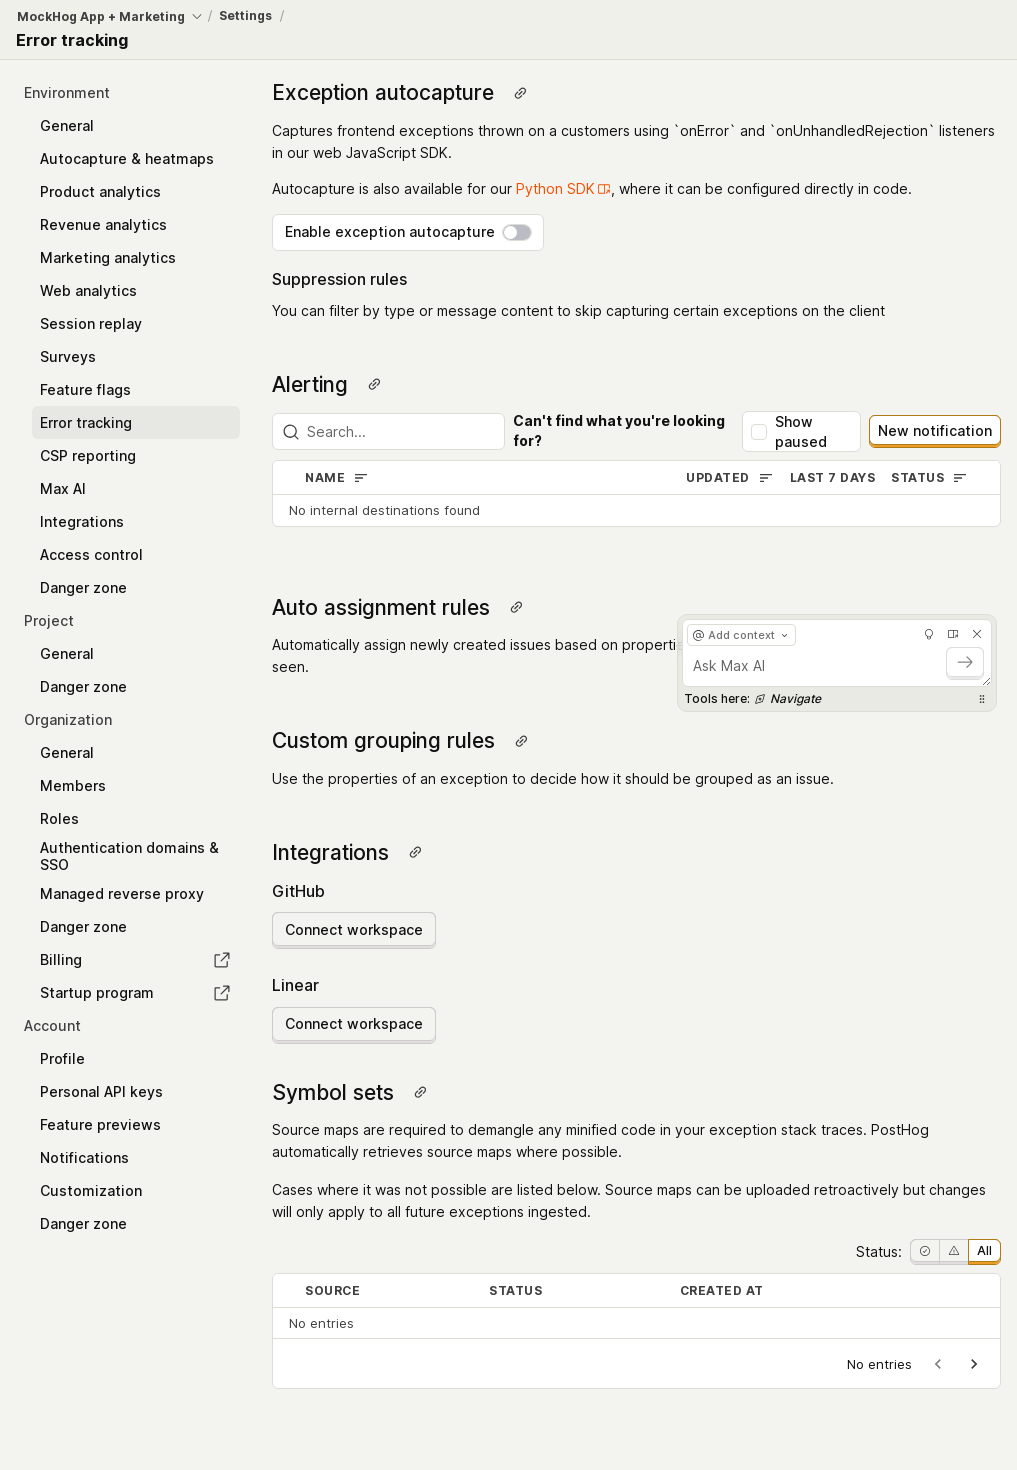 MockHog App + Marketing / Settings /
Error tracking
Environment
General
Autocapture & heatmaps
Product analytics
Revenue analytics
Marketing analytics
Web analytics
Session replay
Surveys
Feature flags
Error tracking
CSP reporting
Max AI
Integrations
Access control
Danger zone
Project
General
Danger zone
Organization
General
Members
Roles
Authentication domains &
SSO
Managed reverse proxy
Danger zone
Billing
Startup program
Account
Profile
Personal API keys
Feature previews
Notifications
Customization
Danger zone
Exception autocapture
Captures frontend exceptions thrown on a customers using `onError` and `onUnhandledRejection` listeners
in our web JavaScript SDK.
Autocapture is also available for our Python SDK, where it can be configured directly in code.
Enable exception autocapture
Suppression rules
You can filter by type or message content to skip capturing certain exceptions on the client
Alerting
Search...
Can't find what you're looking
for?
Show
paused
New notification
NAME UPDATED LAST 7 DAYS STATUS
No internal destinations found
Auto assignment rules
Automatically assign newly created issues based on
seen.
@ Add context
Ask Max AI
Tools here: Navigate
Custom grouping rules
Use the properties of an exception to decide how it should be grouped as an issue.
Integrations
GitHub
Connect workspace
Linear
Connect workspace
Symbol sets
Source maps are required to demangle any minified code in your exception stack traces. PostHog
automatically retrieves source maps where possible.
Cases where it was not possible are listed below. Source maps can be uploaded retroactively but changes
will only apply to all future exceptions ingested.
Status: All
SOURCE STATUS CREATED AT
No entries
No entries